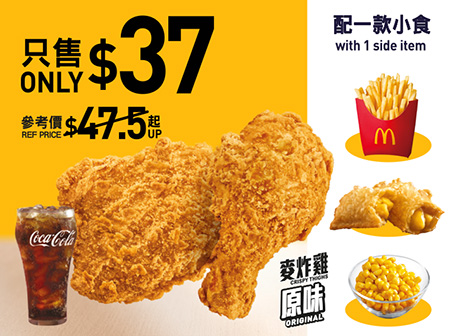 只售
ONLY
$37
參考價
REF PRICE
$47.5
起
UP
配一款小食
with 1 side item
Coca-Cola
麥炸雞
CRISPY THIGHS
原味
ORIGINAL